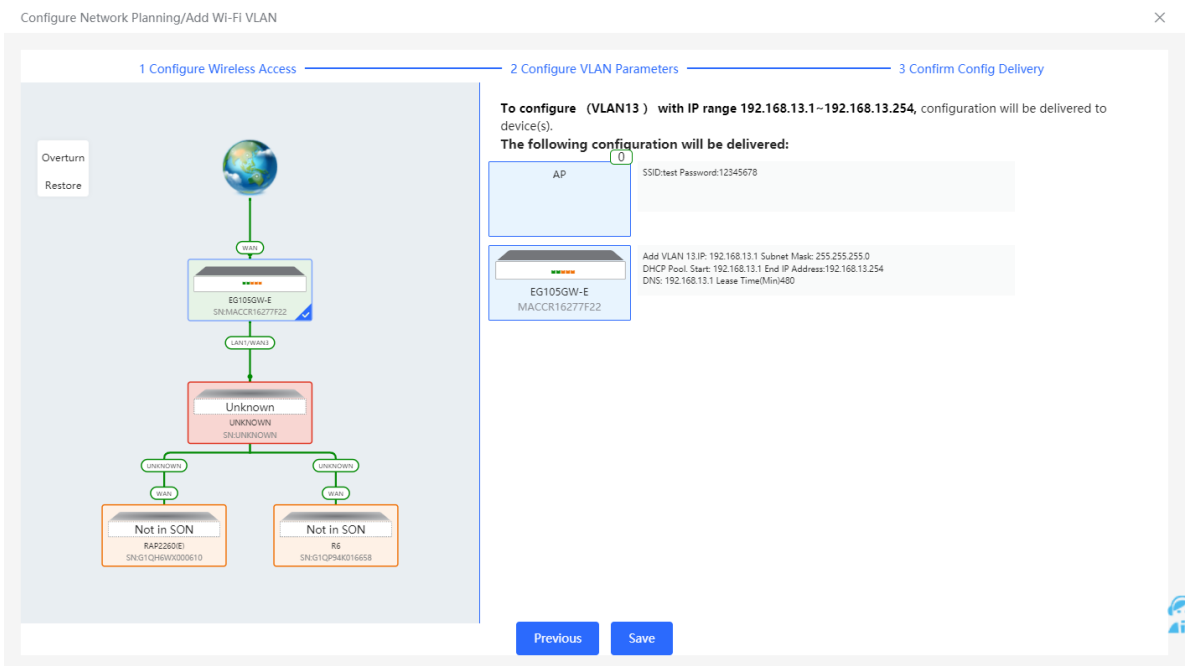 Configure Network Planning/Add Wi-Fi VLAN
1 Configure Wireless Access
2 Configure VLAN Parameters
3 Confirm Config Delivery
Overturn
Restore
WAN
EG105GW-E
SN:MACCR16277F22
LAN1/WAN3
Unknown
UNKNOWN
SN:UNKNOWN
UNKNOWN
UNKNOWN
WAN
WAN
Not in SON
RAP2260(E)
SN:G1QH6WX000610
Not in SON
R6
SN:G1QP94K016658
To configure （VLAN13 ） with IP range 192.168.13.1~192.168.13.254, configuration will be delivered to
device(s).
The following configuration will be delivered:
0
AP
SSID:test Password:12345678
EG105GW-E
MACCR16277F22
Add VLAN 13.IP: 192.168.13.1 Subnet Mask: 255.255.255.0
DHCP Pool. Start: 192.168.13.1 End IP Address:192.168.13.254
DNS: 192.168.13.1 Lease Time(Min)480
Previous
Save